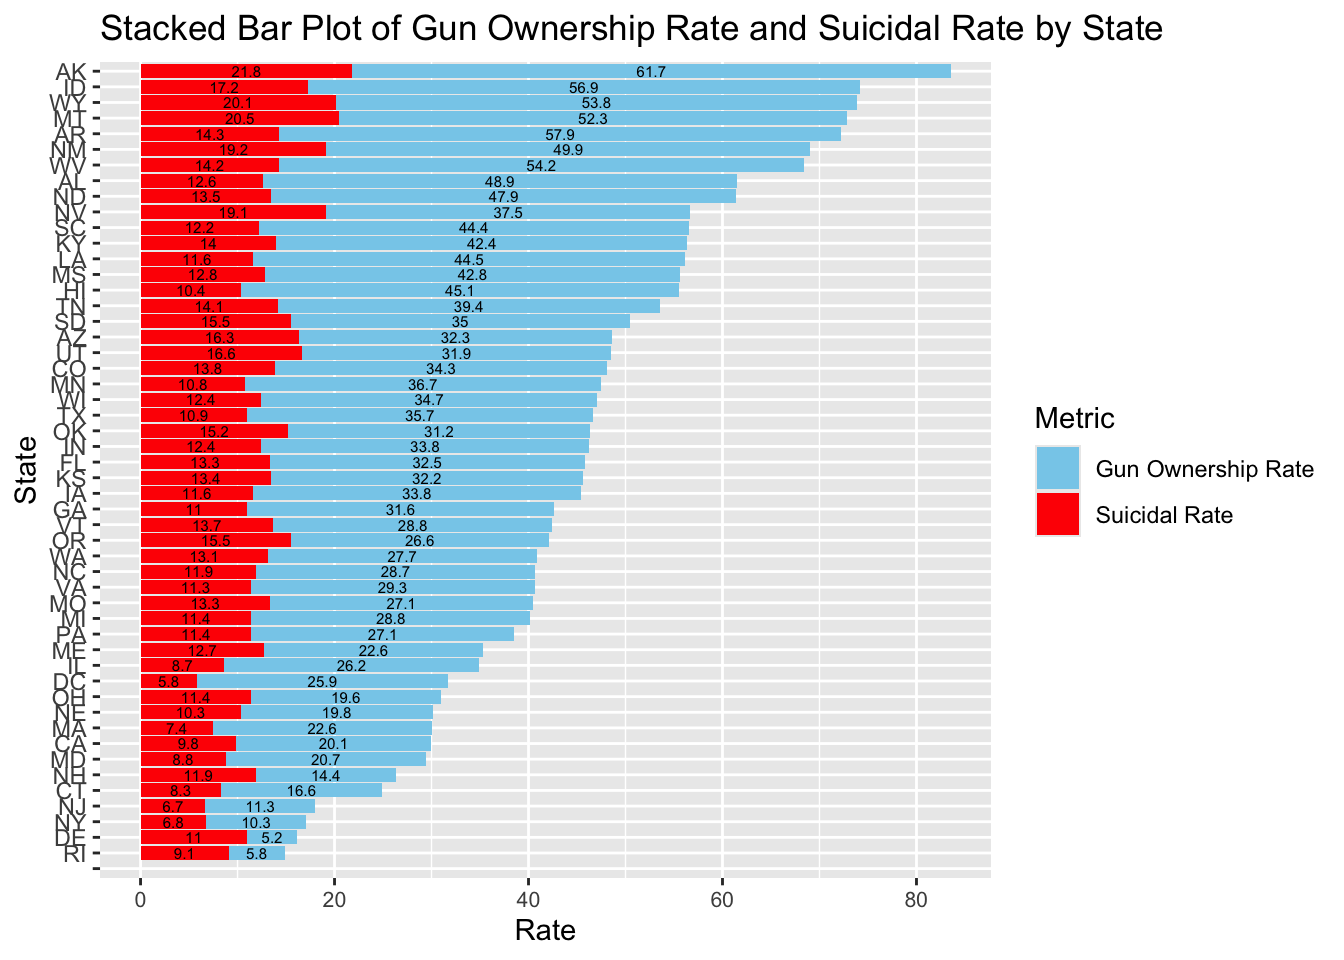 Stacked Bar Plot of Gun Ownership Rate and Suicidal Rate by State
AK 21.8 61.7
ID 17.2 56.9
WY 20.1 53.8
MT 20.5 52.3
AR 14.3 57.9
NM 19.2 49.9
WV 14.2 54.2
AL 12.6 48.9
ND 13.5 47.9
NV 19.1 37.5
SC 12.2 44.4
KY 14 42.4
LA 11.6 44.5
MS 12.8 42.8
HI 10.4 45.1
TN 14.1 39.4
SD 15.5 35
AZ 16.3 32.3
UT 16.6 31.9
CO 13.8 34.3
MN 10.8 36.7
WI 12.4 34.7
TX 10.9 35.7
OK 15.2 31.2
IN 12.4 33.8
FL 13.3 32.5
KS 13.4 32.2
IA 11.6 33.8
GA 11 31.6
VT 13.7 28.8
OR 15.5 26.6
WA 13.1 27.7
NC 11.9 28.7
VA 11.3 29.3
MO 13.3 27.1
MI 11.4 28.8
PA 11.4 27.1
ME 12.7 22.6
IL 8.7 26.2
DC 5.8 25.9
OH 11.4 19.6
NE 10.3 19.8
MA 7.4 22.6
CA 9.8 20.1
MD 8.8 20.7
NH 11.9 14.4
CT 8.3 16.6
NJ 6.7 11.3
NY 6.8 10.3
DE 11 5.2
RI 9.1 5.8
State
0 20 40 60 80
Rate
Metric
Gun Ownership Rate
Suicidal Rate